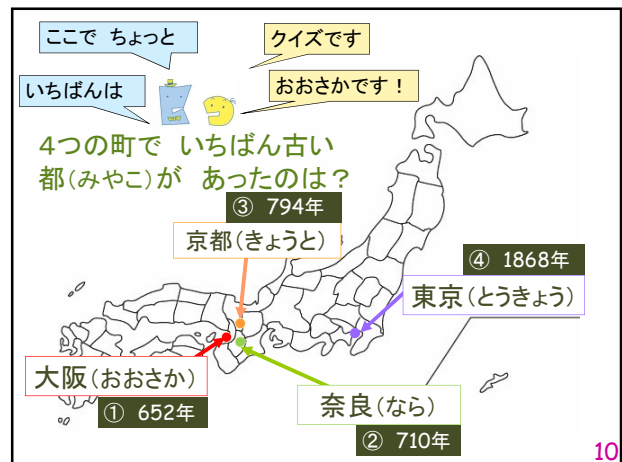 ここで ちょっと
クイズです
いちばんは
おおさかです！
４つの町で いちばん古い
都(みやこ)が あったのは？
③ 794年
京都(きょうと)
④ 1868年
東京(とうきょう)
大阪(おおさか)
① 652年
奈良(なら)
② 710年
10